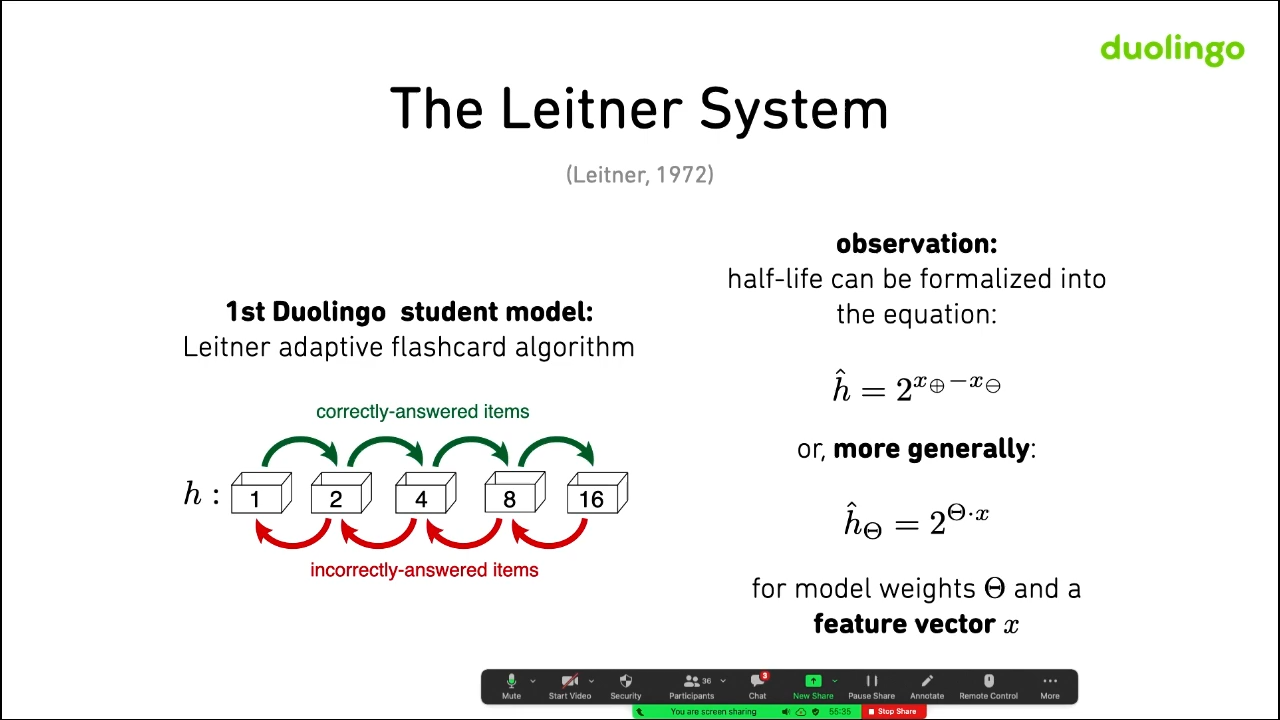 duolingo
The Leitner System
(Leitner, 1972)
1st Duolingo student model:
Leitner adaptive flashcard algorithm
correctly-answered items
h : 1 2 4 8 16
incorrectly-answered items
observation:
half-life can be formalized into
the equation:
ĥ = 2^{x_⊕ − x_⊖}
or, more generally:
ĥ_Θ = 2^{Θ·x}
for model weights Θ and a
feature vector x
36 3
Mute Start Video Security Participants Chat New Share Pause Share Annotate Remote Control More
You are screen sharing 55:35 Stop Share